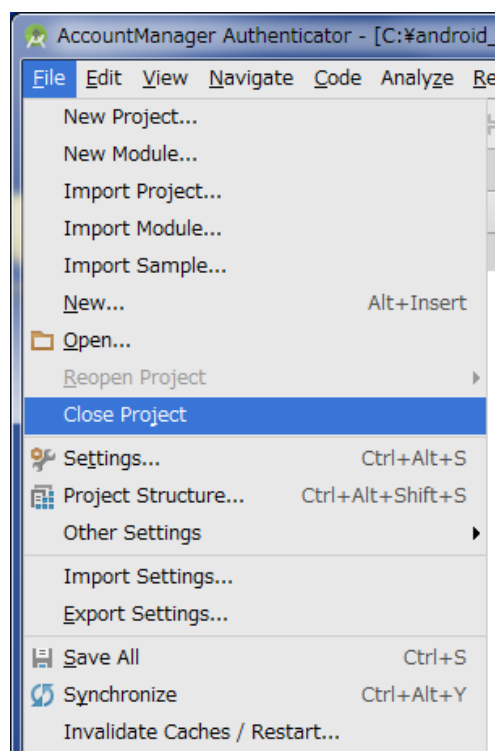 AccountManager Authenticator - [C:¥android_
File Edit View Navigate Code Analyze Re
New Project...
New Module...
Import Project...
Import Module...
Import Sample...
New... Alt+Insert
Open...
Reopen Project
Close Project
Settings... Ctrl+Alt+S
Project Structure... Ctrl+Alt+Shift+S
Other Settings
Import Settings...
Export Settings...
Save All Ctrl+S
Synchronize Ctrl+Alt+Y
Invalidate Caches / Restart...